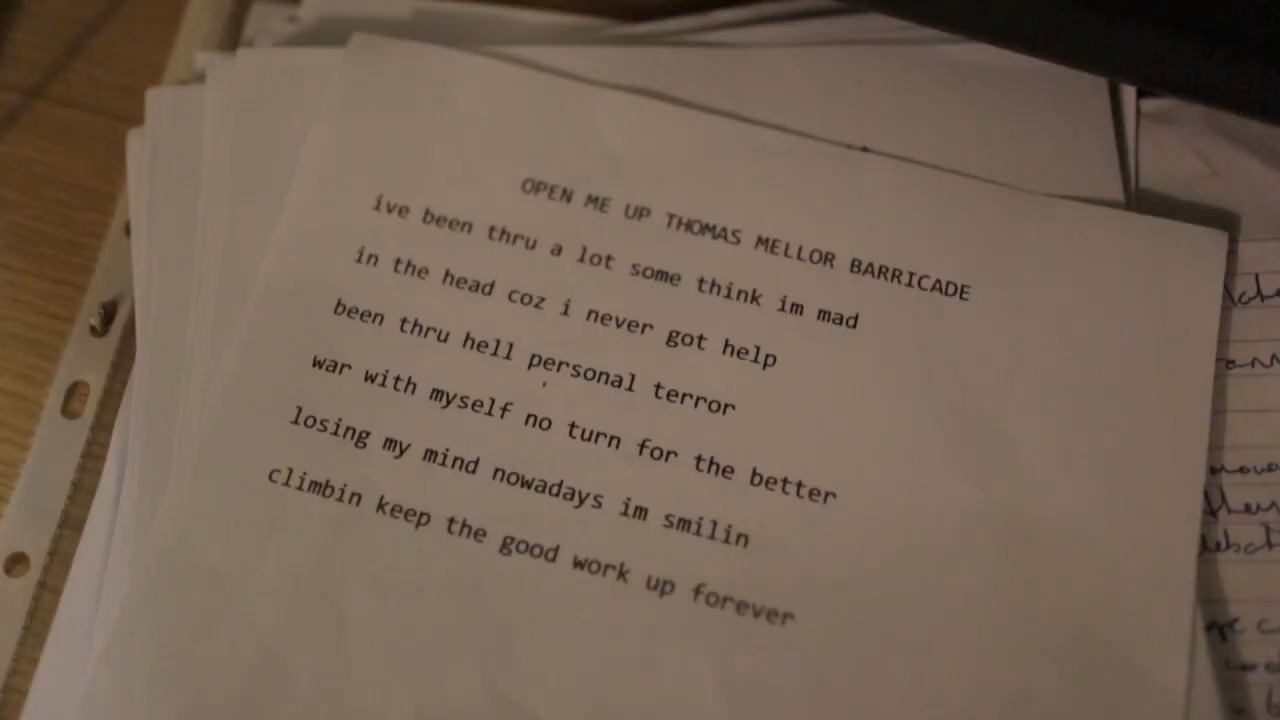 OPEN ME UP THOMAS MELLOR BARRICADE
ive been thru a lot some think im mad
in the head coz i never got help
been thru hell personal terror
war with myself no turn for the better
losing my mind nowadays im smilin
climbin keep the good work up forever